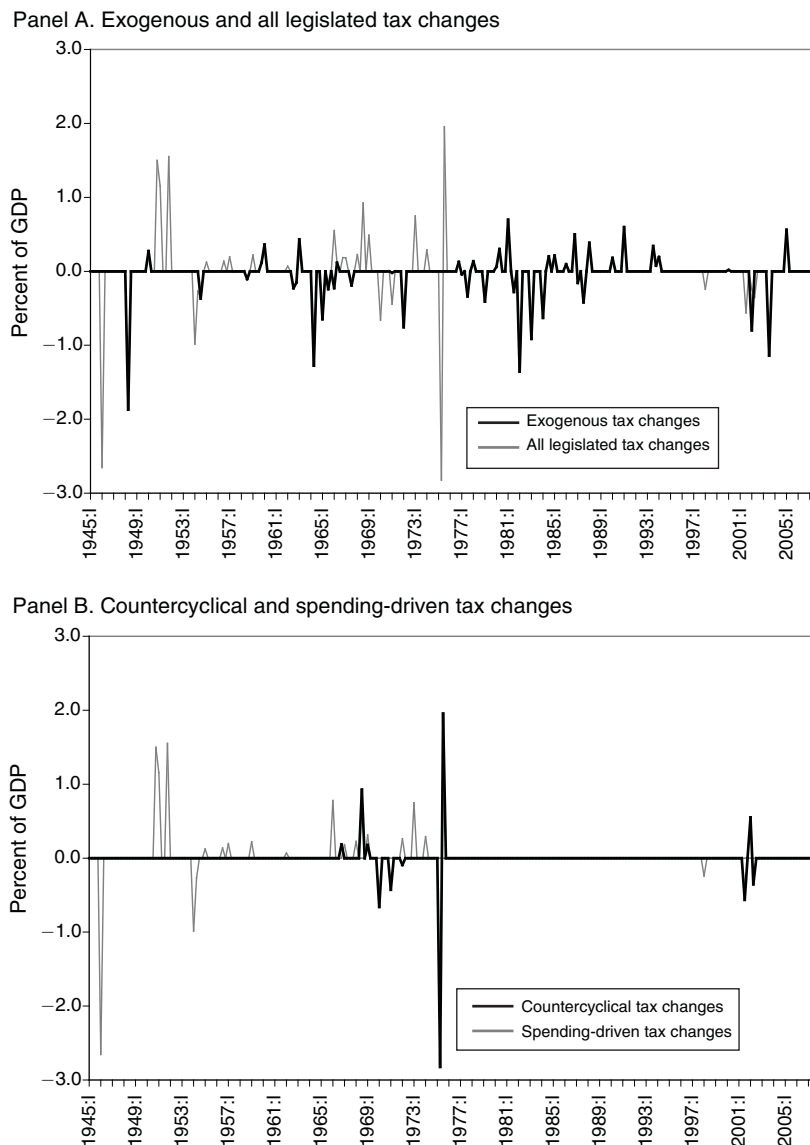 Panel A. Exogenous and all legislated tax changes
3.0
2.0
1.0
0.0
−1.0
−2.0
−3.0
Percent of GDP
Exogenous tax changes
All legislated tax changes
1945:I
1949:I
1953:I
1957:I
1961:I
1965:I
1969:I
1973:I
1977:I
1981:I
1985:I
1989:I
1993:I
1997:I
2001:I
2005:I
Panel B. Countercyclical and spending-driven tax changes
3.0
2.0
1.0
0.0
−1.0
−2.0
−3.0
Percent of GDP
Countercyclical tax changes
Spending-driven tax changes
1945:I
1949:I
1953:I
1957:I
1961:I
1965:I
1969:I
1973:I
1977:I
1981:I
1985:I
1989:I
1993:I
1997:I
2001:I
2005:I